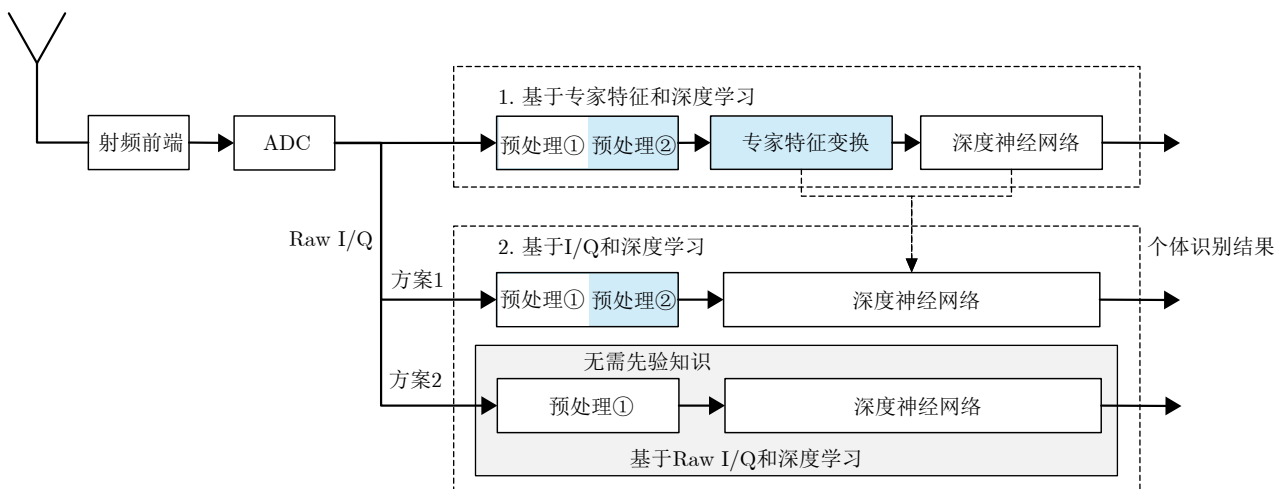 1. 基于专家特征和深度学习
射频前端
ADC
预处理① 预处理②
专家特征变换
深度神经网络
Raw I/Q
2. 基于I/Q和深度学习
个体识别结果
方案1
预处理① 预处理②
深度神经网络
无需先验知识
方案2
预处理①
深度神经网络
基于Raw I/Q和深度学习